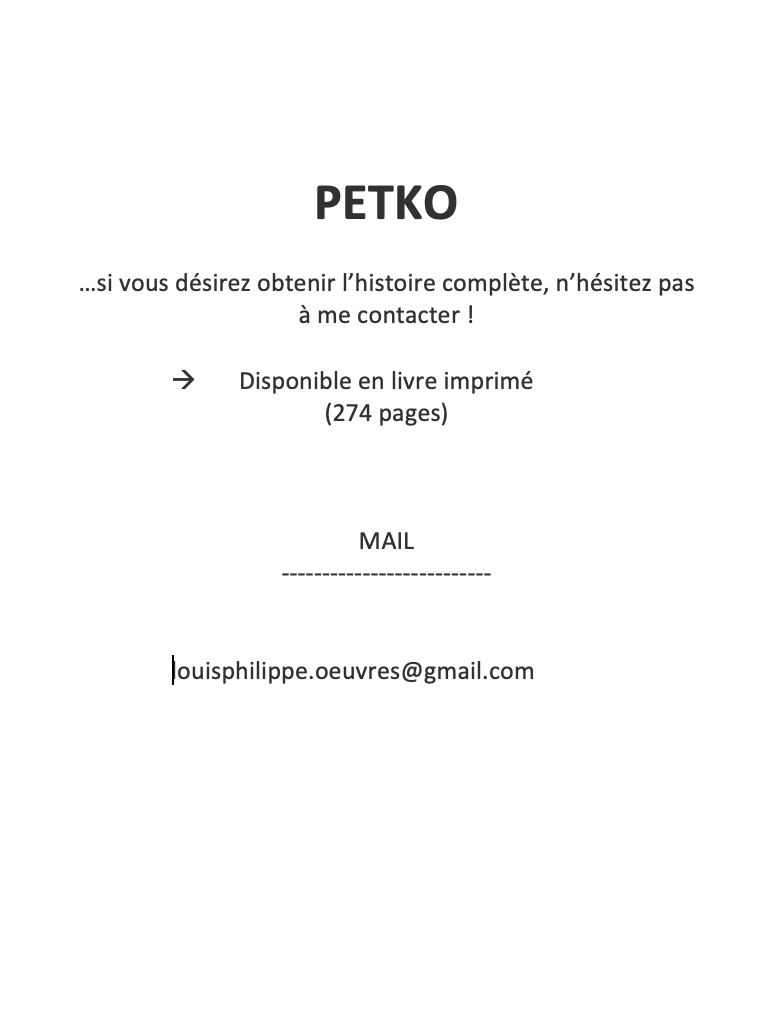 PETKO
…si vous désirez obtenir l’histoire complète, n’hésitez pas
à me contacter !
→ Disponible en livre imprimé
(274 pages)
MAIL
--------------------------
louisphilippe.oeuvres@gmail.com